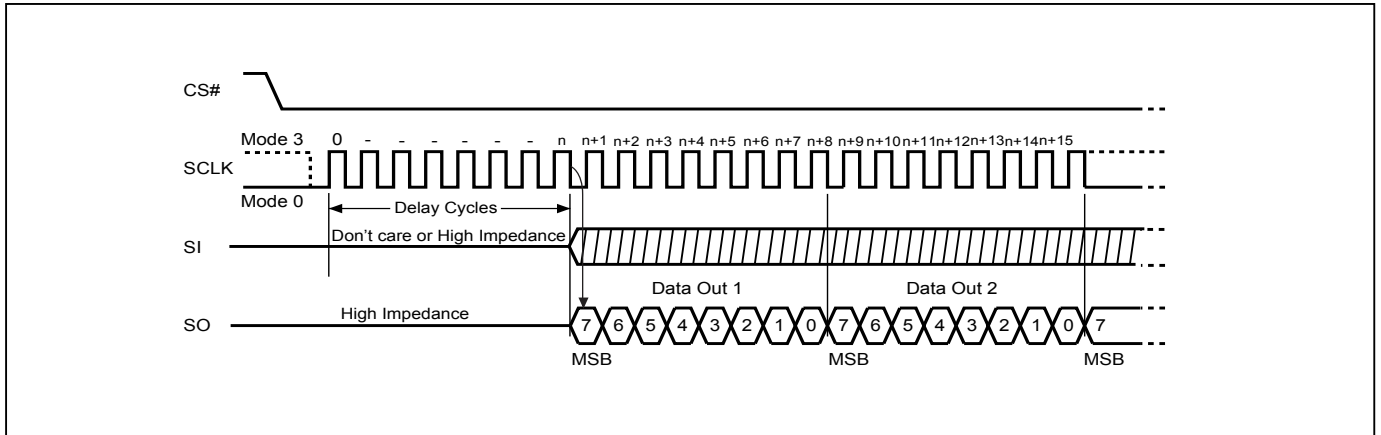 CS#
Mode 3 0 - - - - - - n n+1 n+2 n+3 n+4 n+5 n+6 n+7 n+8 n+9 n+10 n+11 n+12 n+13 n+14 n+15
SCLK
Mode 0
Delay Cycles
Don't care or High Impedance
SI
Data Out 1 Data Out 2
High Impedance
SO 7 6 5 4 3 2 1 0 7 6 5 4 3 2 1 0 7
MSB MSB MSB